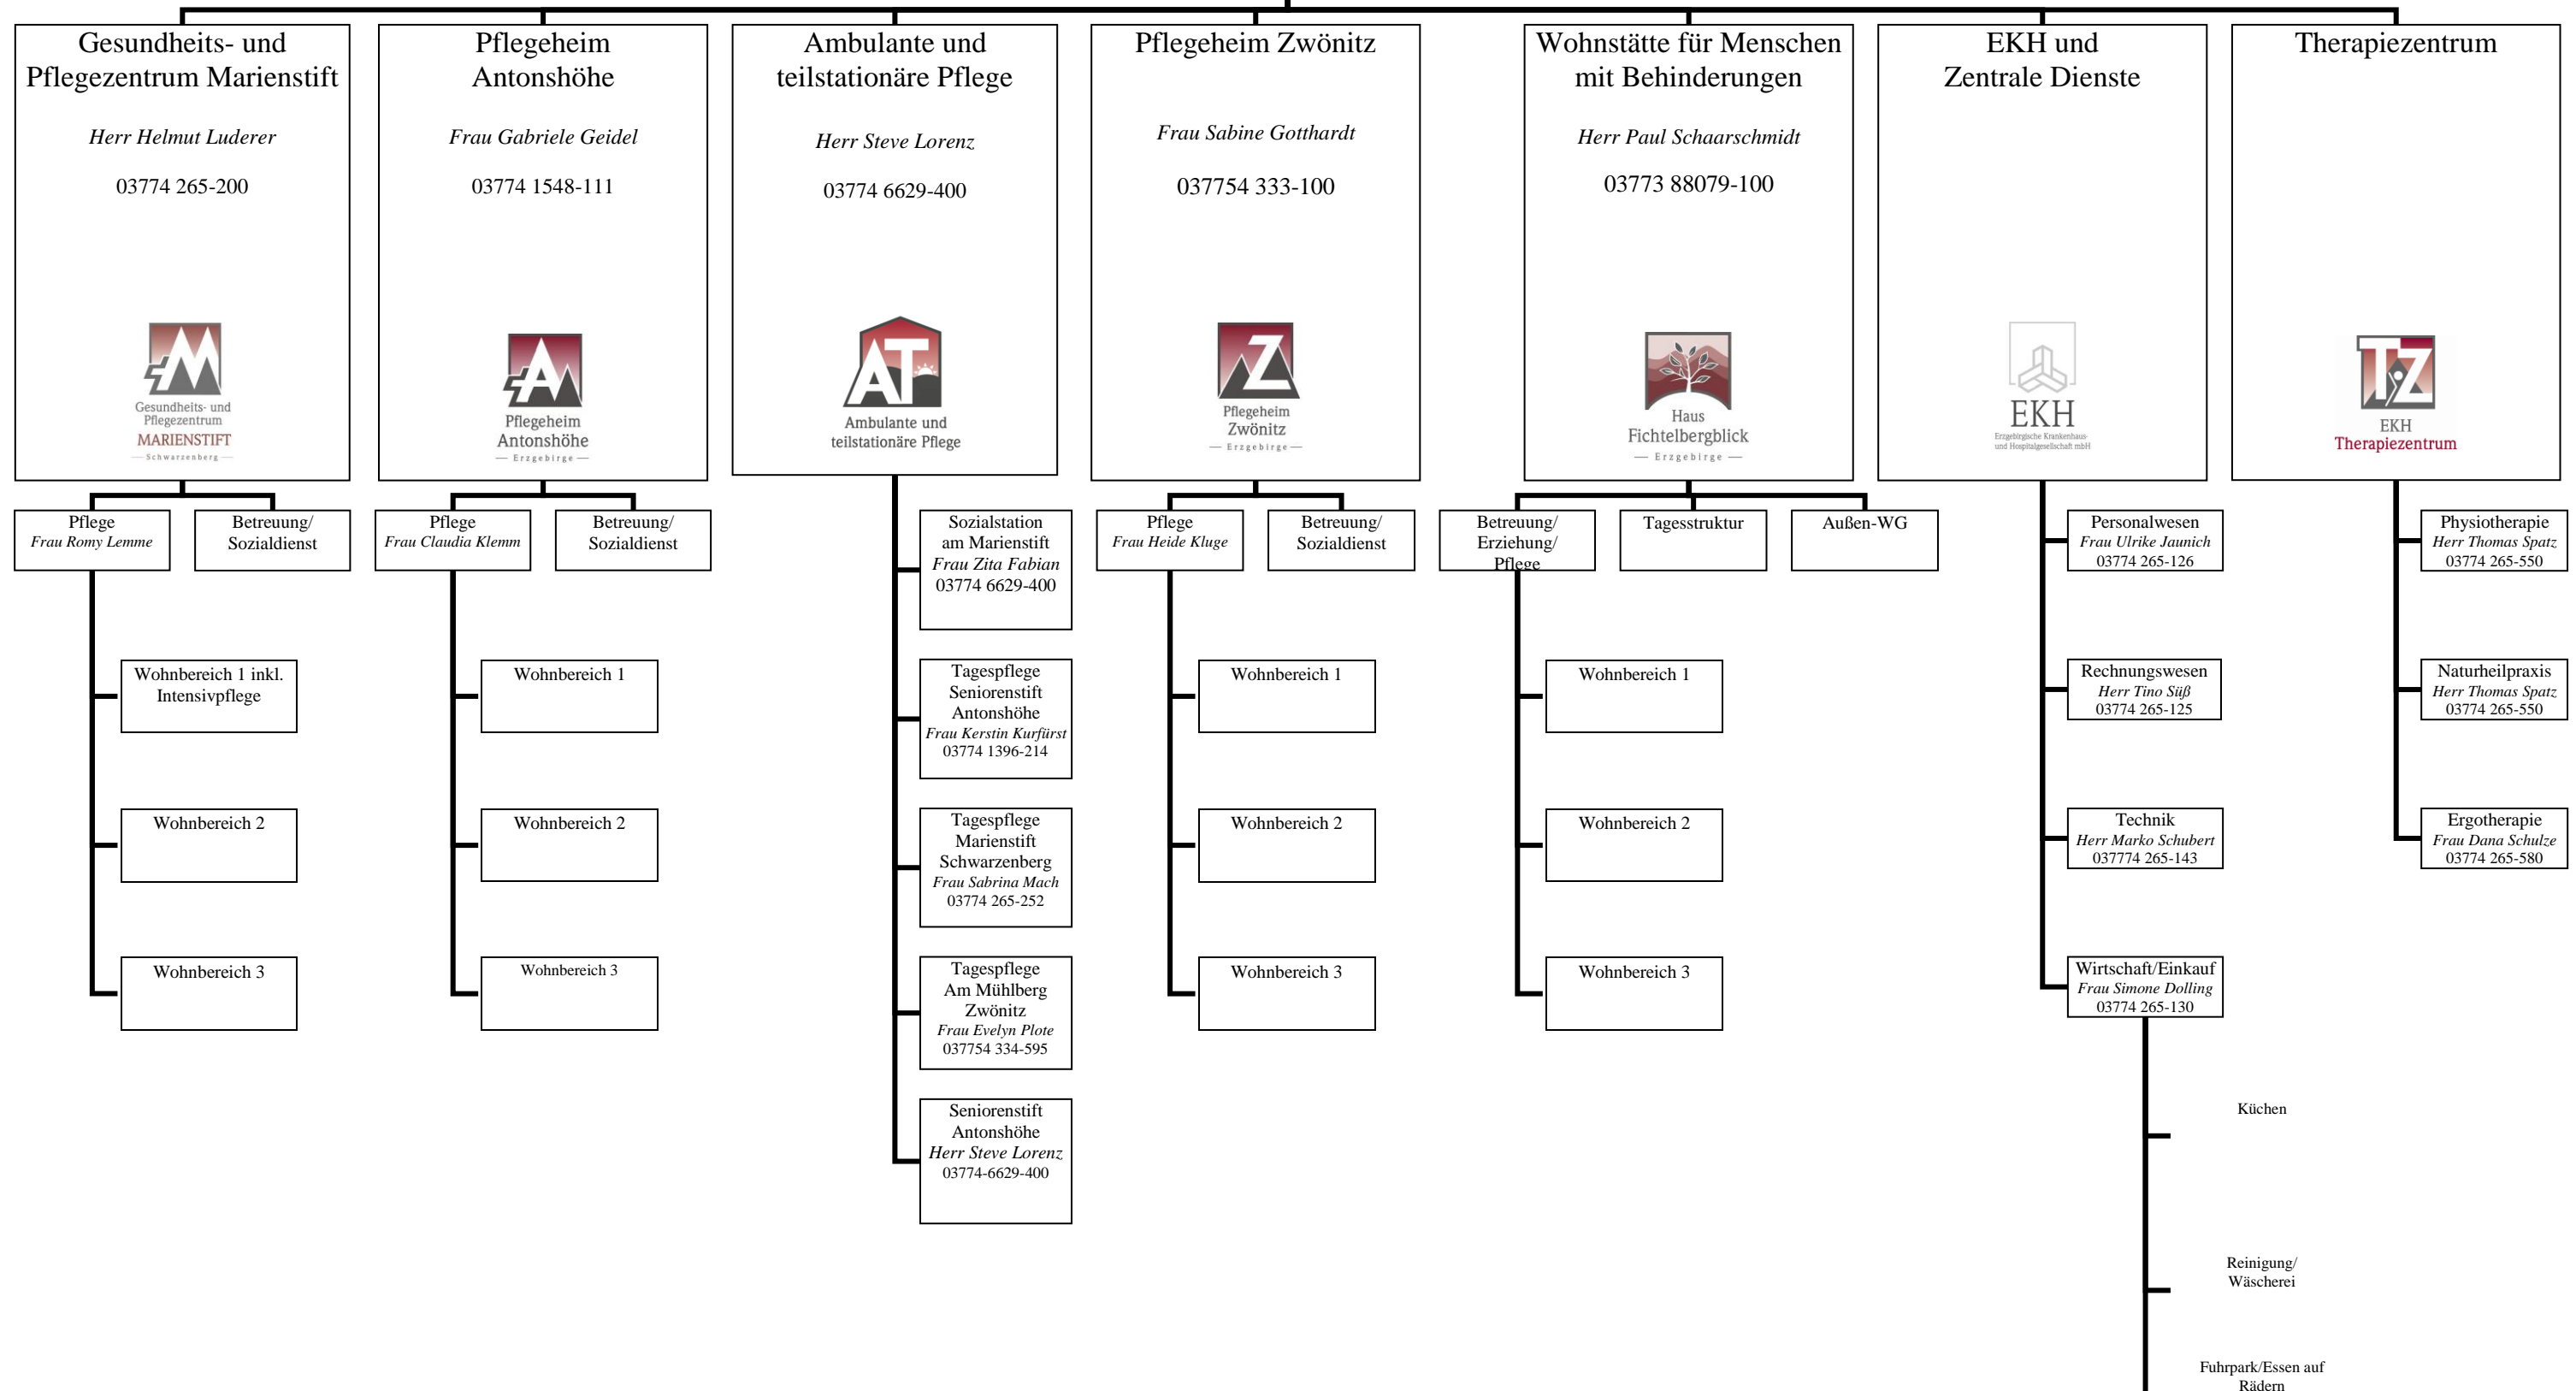 Gesundheits- und
Pflegezentrum Marienstift
Herr Helmut Luderer
03774 265-200
Gesundheits- und
Pflegezentrum
MARIENSTIFT
Schwarzenberg
Pflegeheim
Antonshöhe
Frau Gabriele Geidel
03774 1548-111
Pflegeheim
Antonshöhe
Erzgebirge
Ambulante und
teilstationäre Pflege
Herr Steve Lorenz
03774 6629-400
AT
Ambulante und
teilstationäre Pflege
Pflegeheim Zwönitz
Frau Sabine Gotthardt
037754 333-100
Z
Pflegeheim
Zwönitz
Erzgebirge
Wohnstätte für Menschen
mit Behinderungen
Herr Paul Schaarschmidt
03773 88079-100
Haus
Fichtelbergblick
Erzgebirge
EKH und
Zentrale Dienste
EKH
Erzgebirgische Krankenhaus-
und Hospitalgesellschaft mbH
Therapiezentrum
TZ
EKH
Therapiezentrum
Pflege
Frau Romy Lemme
Betreuung/
Sozialdienst
Wohnbereich 1 inkl.
Intensivpflege
Wohnbereich 2
Wohnbereich 3
Pflege
Frau Claudia Klemm
Betreuung/
Sozialdienst
Wohnbereich 1
Wohnbereich 2
Wohnbereich 3
Sozialstation
am Marienstift
Frau Zita Fabian
03774 6629-400
Tagespflege
Seniorenstift
Antonshöhe
Frau Kerstin Kurfürst
03774 1396-214
Tagespflege
Marienstift
Schwarzenberg
Frau Sabrina Mach
03774 265-252
Tagespflege
Am Mühlberg
Zwönitz
Frau Evelyn Plote
037754 334-595
Seniorenstift
Antonshöhe
Herr Steve Lorenz
03774-6629-400
Pflege
Frau Heide Kluge
Betreuung/
Sozialdienst
Wohnbereich 1
Wohnbereich 2
Wohnbereich 3
Betreuung/
Erziehung/
Pflege
Tagesstruktur
Außen-WG
Wohnbereich 1
Wohnbereich 2
Wohnbereich 3
Personalwesen
Frau Ulrike Jaunich
03774 265-126
Rechnungswesen
Herr Tino Süß
03774 265-125
Technik
Herr Marko Schubert
037774 265-143
Wirtschaft/Einkauf
Frau Simone Dolling
03774 265-130
Küchen
Reinigung/
Wäscherei
Fuhrpark/Essen auf
Rädern
Physiotherapie
Herr Thomas Spatz
03774 265-550
Naturheilpraxis
Herr Thomas Spatz
03774 265-550
Ergotherapie
Frau Dana Schulze
03774 265-580